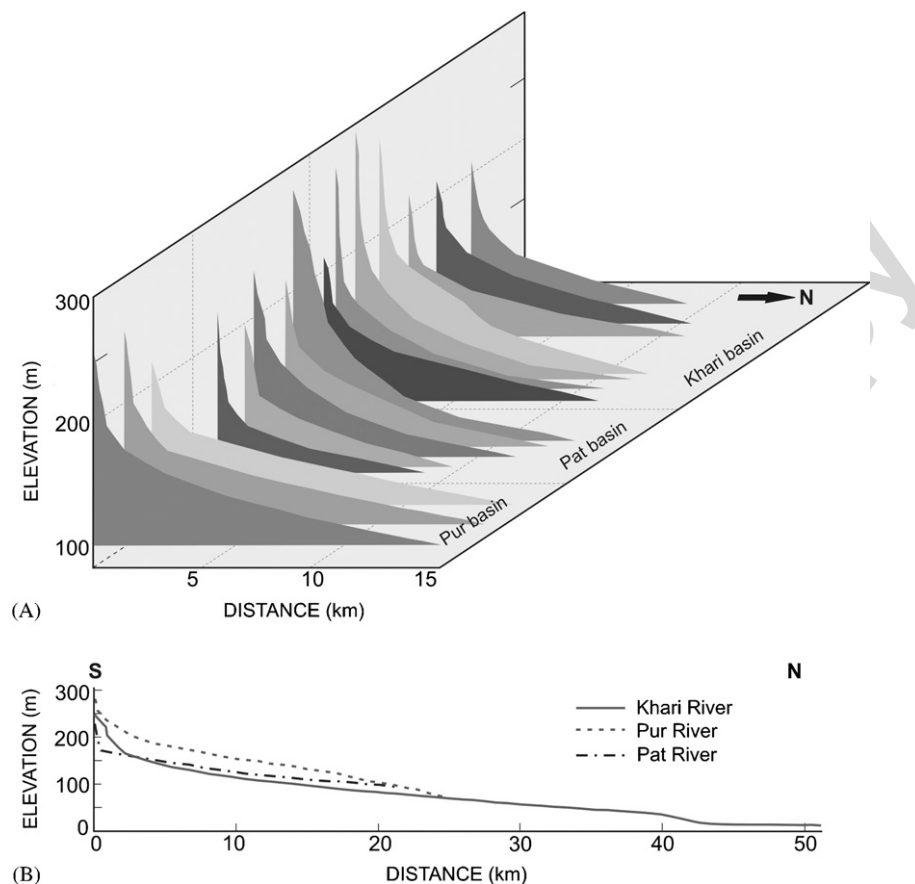 300
200
100
ELEVATION (m)
5
10
15
DISTANCE (km)
Pur basin
Pat basin
Khari basin
N
(A)
S
N
300
200
100
0
ELEVATION (m)
Khari River
Pur River
Pat River
0
10
20
30
40
50
DISTANCE (km)
(B)